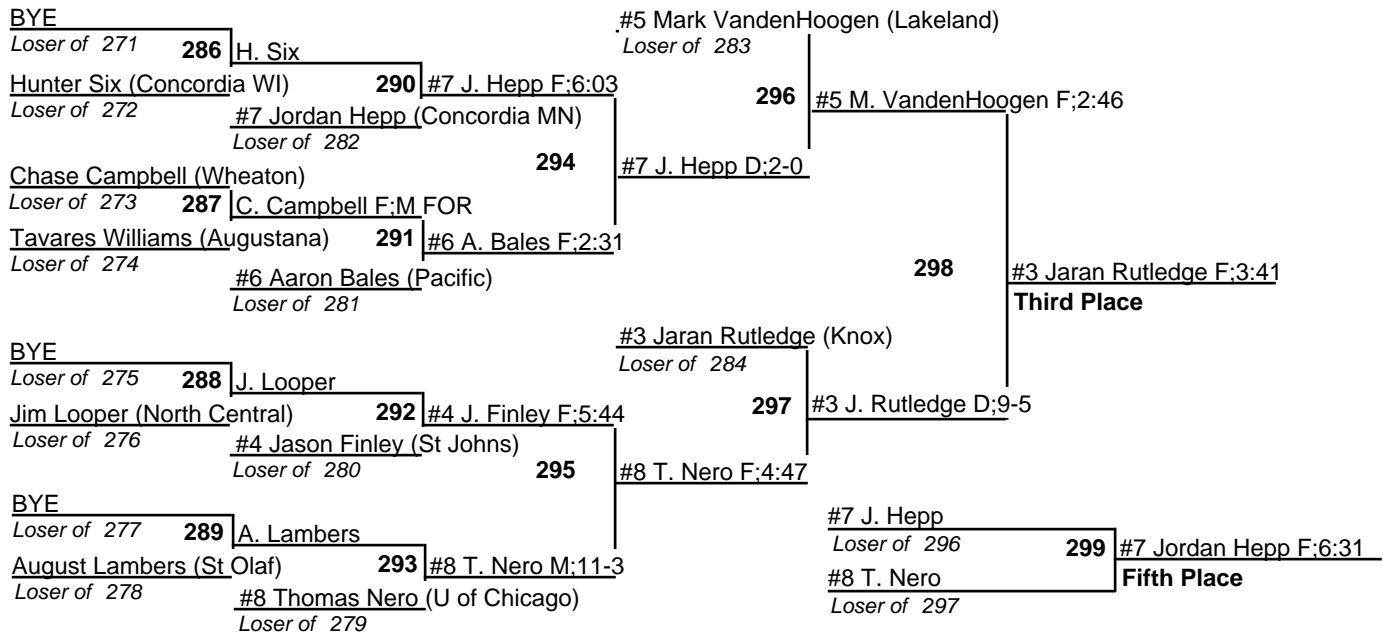 BYE
Loser of 271
286
H. Six
Hunter Six (Concordia WI)
Loser of 272
290
#7 J. Hepp F;6:03
#7 Jordan Hepp (Concordia MN)
Loser of 282
294
#7 J. Hepp D;2-0
Chase Campbell (Wheaton)
Loser of 273
287
C. Campbell F;M FOR
Tavares Williams (Augustana)
Loser of 274
291
#6 A. Bales F;2:31
#6 Aaron Bales (Pacific)
Loser of 281
#5 Mark VandenHoogen (Lakeland)
Loser of 283
296
#5 M. VandenHoogen F;2:46
298
#3 Jaran Rutledge F;3:41
Third Place
BYE
Loser of 275
288
J. Looper
Jim Looper (North Central)
Loser of 276
292
#4 J. Finley F;5:44
#4 Jason Finley (St Johns)
Loser of 280
295
#8 T. Nero F;4:47
BYE
Loser of 277
289
A. Lambers
August Lambers (St Olaf)
Loser of 278
293
#8 T. Nero M;11-3
#8 Thomas Nero (U of Chicago)
Loser of 279
#3 Jaran Rutledge (Knox)
Loser of 284
297
#3 J. Rutledge D;9-5
#7 J. Hepp
Loser of 296
299
#7 Jordan Hepp F;6:31
Fifth Place
#8 T. Nero
Loser of 297